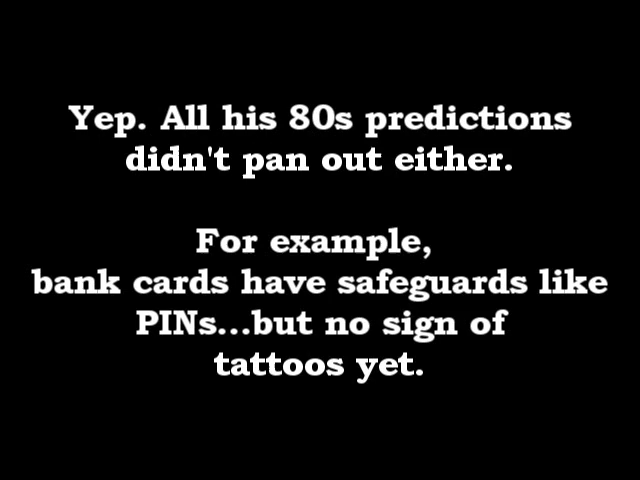 Yep. All his 80s predictions
didn't pan out either.
For example,
bank cards have safeguards like
PINs...but no sign of
tattoos yet.